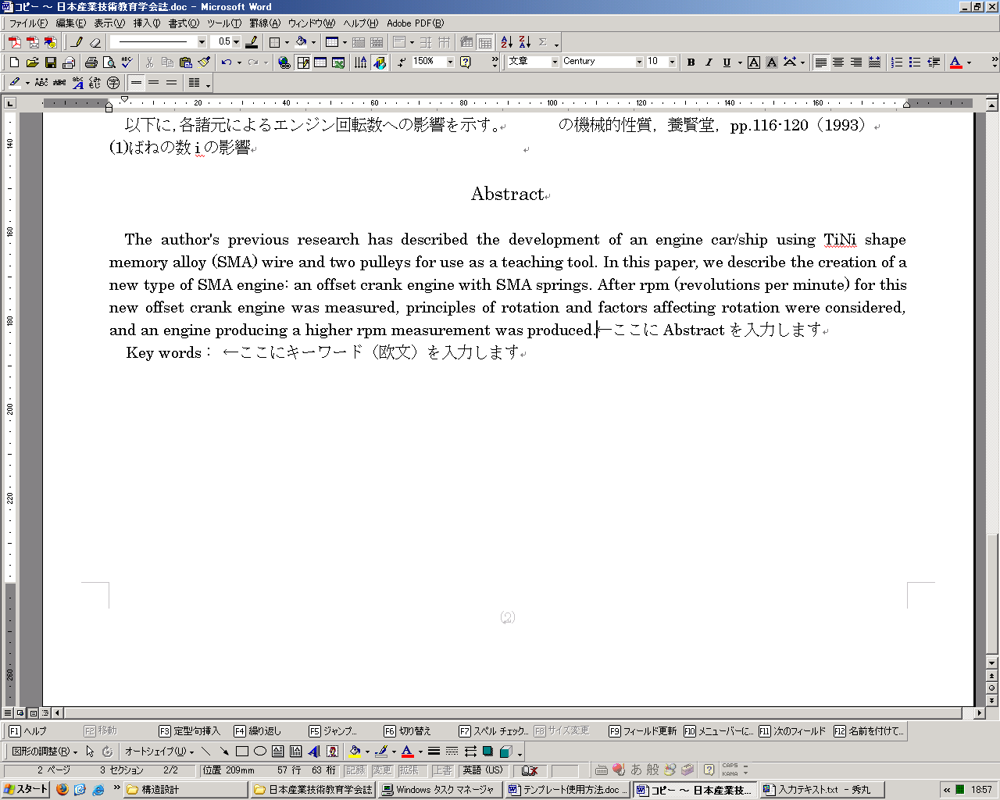 コピー ～ 日本産業技術教育学会誌.doc - Microsoft Word
ファイル(F) 編集(E) 表示(V) 挿入(I) 書式(O) ツール(T) 罫線(A) ウィンドウ(W) ヘルプ(H) Adobe PDF(B)
0.5
150% 文章 Century 10 B I U A A A
20 40 60 80 100 120 140 160
以下に,各諸元によるエンジン回転数への影響を示す。
(1)ばねの数 i の影響
の機械的性質，養賢堂，pp.116-120（1993）
Abstract
The author's previous research has described the development of an engine car/ship using TiNi shape
memory alloy (SMA) wire and two pulleys for use as a teaching tool. In this paper, we describe the creation of a
new type of SMA engine: an offset crank engine with SMA springs. After rpm (revolutions per minute) for this
new offset crank engine was measured, principles of rotation and factors affecting rotation were considered,
and an engine producing a higher rpm measurement was produced.←ここに Abstract を入力します
Key words： ←ここにキーワード（欧文）を入力します
(2)
140
160
180
200
220
260
F1 ヘルプ F2 移動 F3 定型句挿入 F4 繰り返し F5 ジャンプ... F6 切り替え F7 スペル チェック... F8 サイズ変更 F9 フィールド更新 F10 メニューバーに... F11 次のフィールド F12 名前を付けて...
図形の調整(R) オートシェイプ(U)
2 ページ 3 セクション 2/2 位置 209mm 57 行 63 桁 記録 変更 拡張 上書 英語 (US) あ 般 CAPS KANA
スタート 構造設計 日本産業技術教育学会誌 Windows タスク マネージャ テンプレート使用方法.doc ... コピー ～ 日本産業技... 入力テキスト.txt - 秀丸 18:57